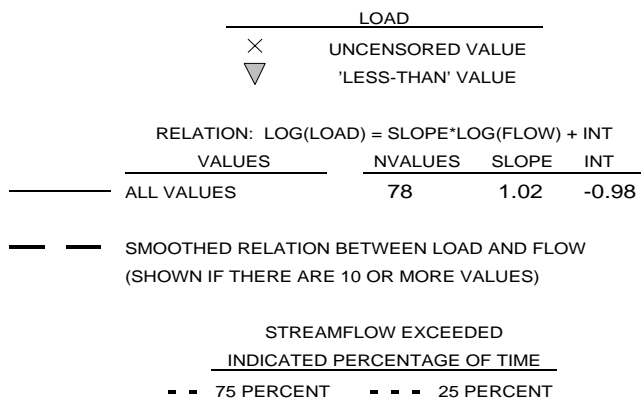 LOAD
UNCENSORED VALUE
'LESS-THAN' VALUE
RELATION: LOG(LOAD) = SLOPE*LOG(FLOW) + INT
VALUES NVALUES SLOPE INT
ALL VALUES 78 1.02 -0.98
SMOOTHED RELATION BETWEEN LOAD AND FLOW
(SHOWN IF THERE ARE 10 OR MORE VALUES)
STREAMFLOW EXCEEDED
INDICATED PERCENTAGE OF TIME
75 PERCENT 25 PERCENT